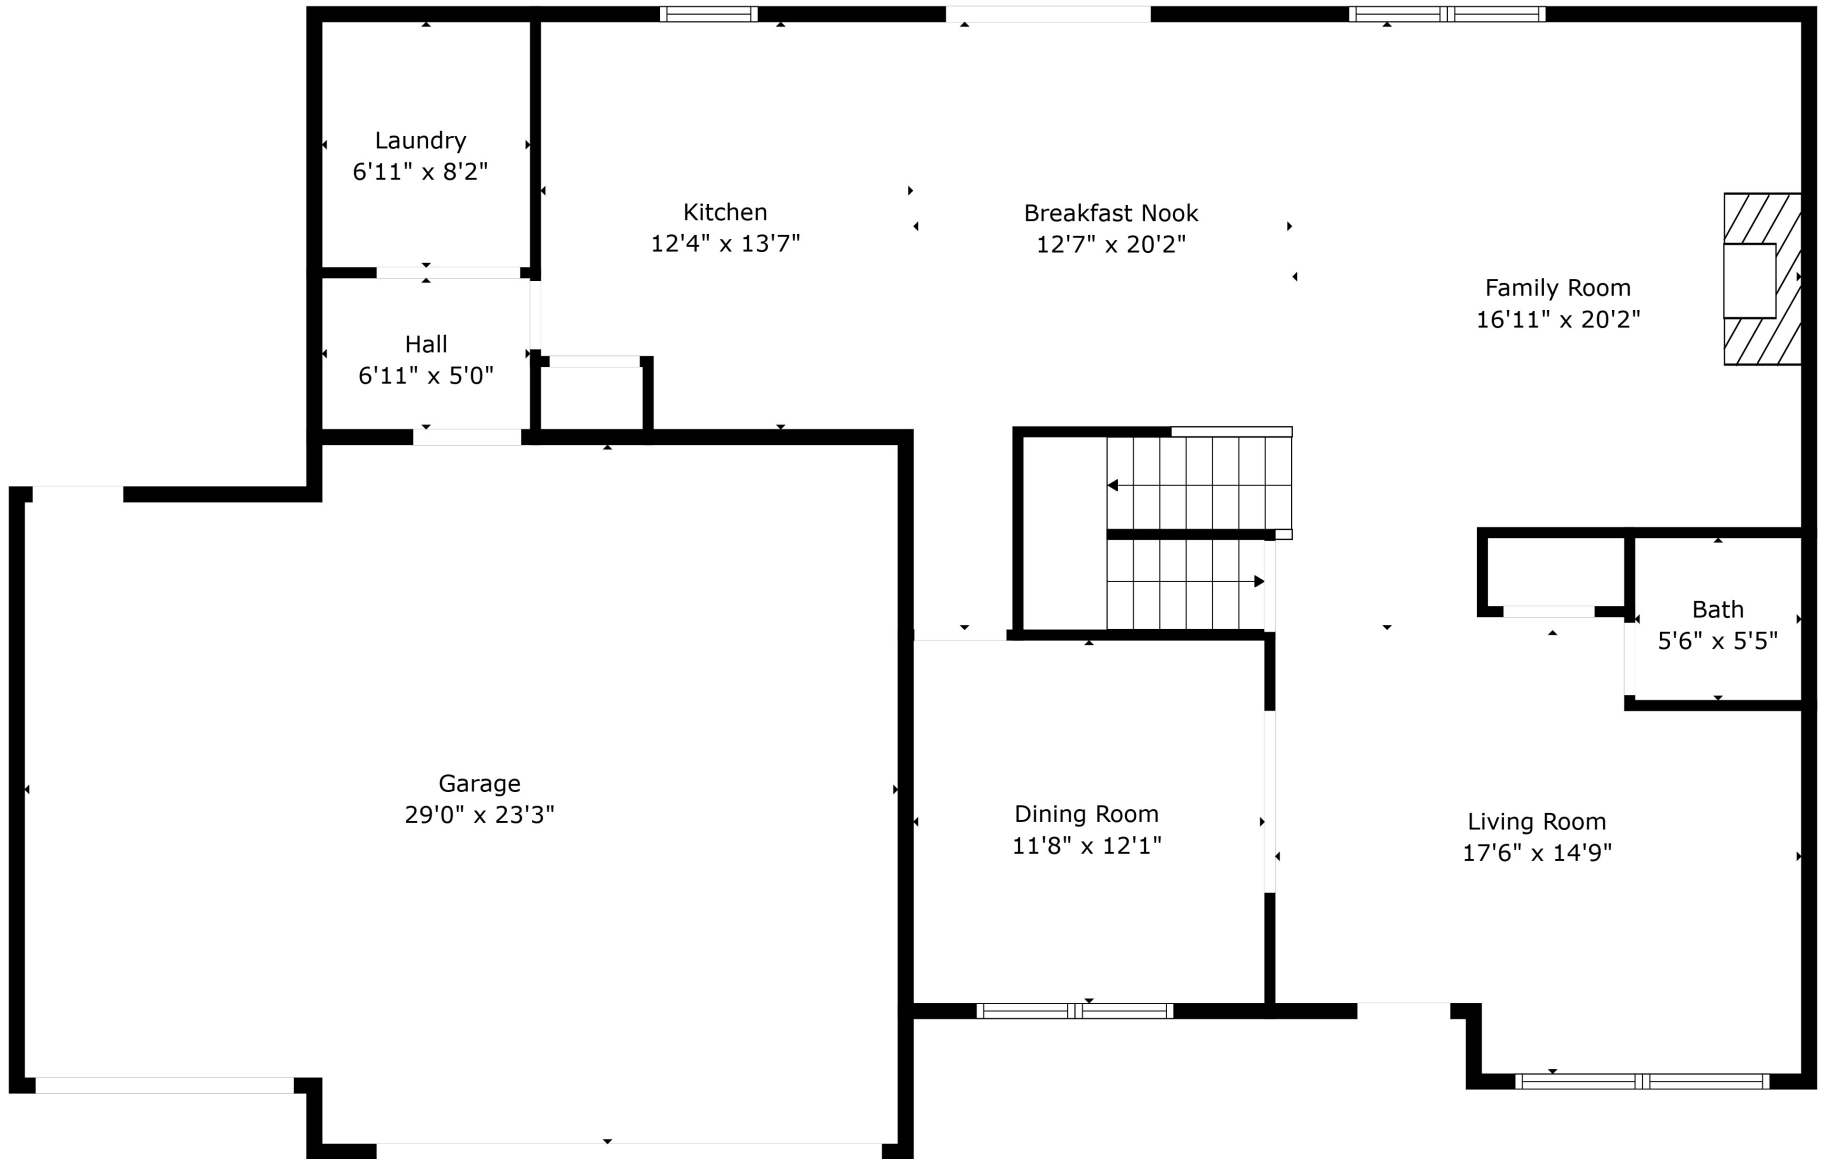 Laundry
6'11" x 8'2"
Kitchen
12'4" x 13'7"
Breakfast Nook
12'7" x 20'2"
Family Room
16'11" x 20'2"
Hall
6'11" x 5'0"
Bath
5'6" x 5'5"
Garage
29'0" x 23'3"
Dining Room
11'8" x 12'1"
Living Room
17'6" x 14'9"